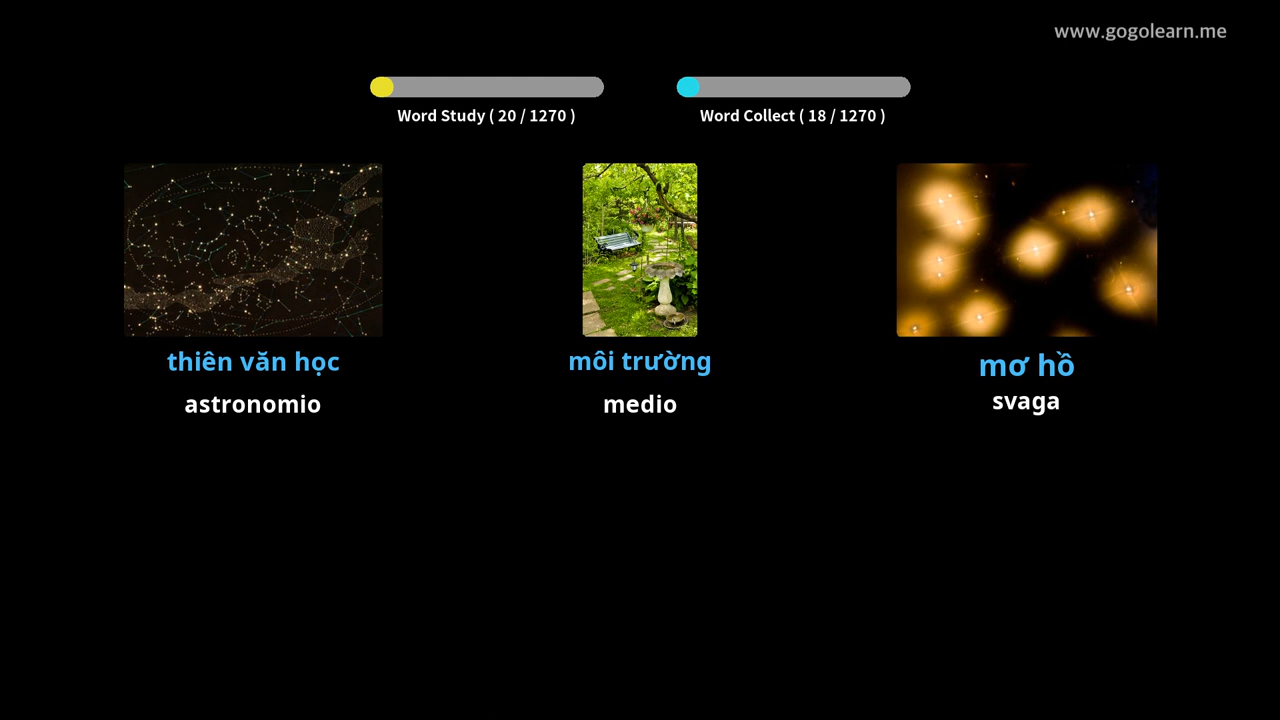 www.gogolearn.me
Word Study ( 20 / 1270 )
Word Collect ( 18 / 1270 )
thiên văn học
môi trường
mơ hồ
astronomio
medio
svaga